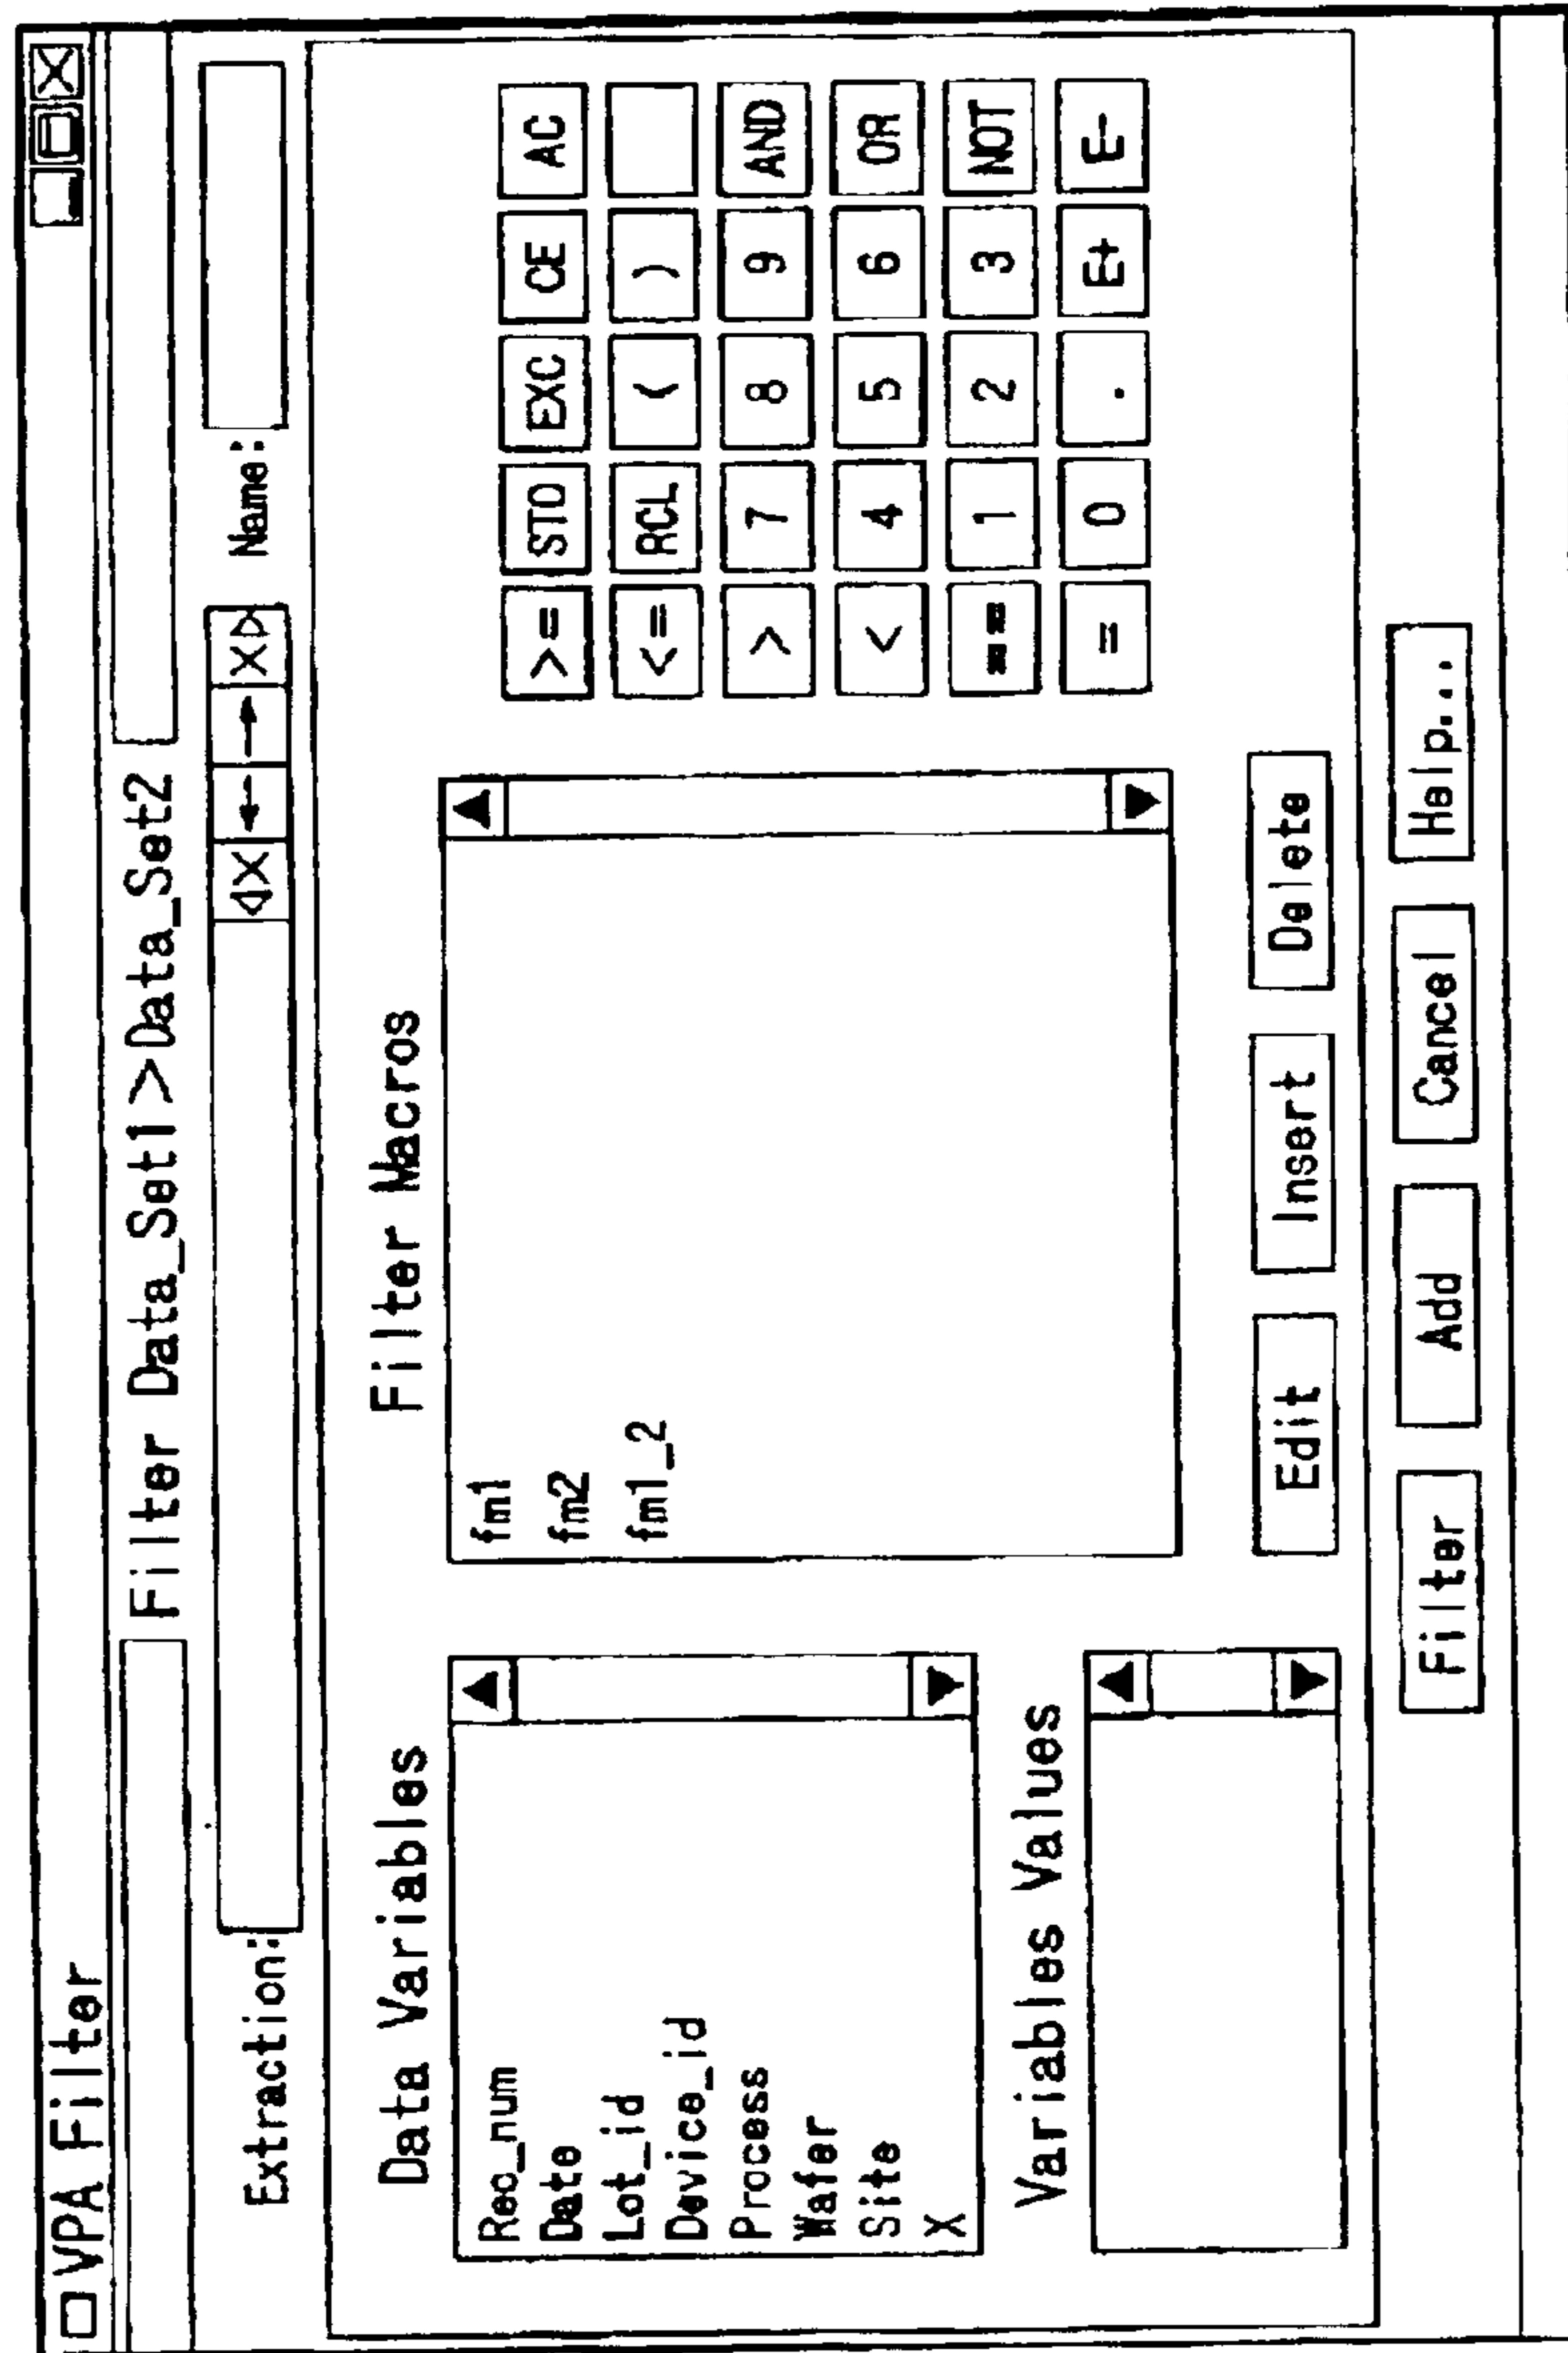 VPA Filter
Filter Data_Set1>Data_Set2
Extraction: Name:
Data Variables
Rec_num
Date
Lot_id
Device_id
Process
Wafer
Site
X
Variables Values
Filter Macros
fm1
fm2
fm1_2
Edit Insert Delete
>= STO EXC CE AC
<= RCL ( )
> 7 8 9 AND
< 4 5 6 OR
== 1 2 3 NOT
= 0 . E+ E-
Filter Add Cancel Help...